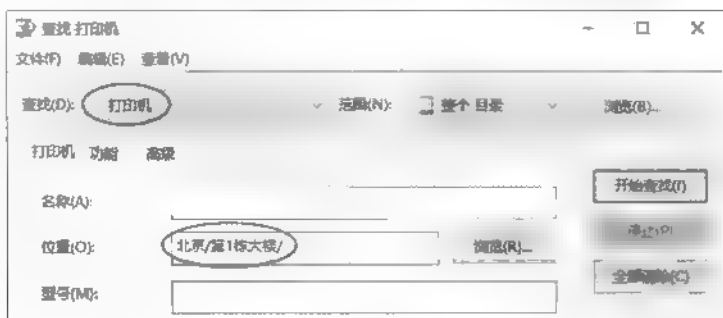 查找 打印机
文件(F) 编辑(E) 查看(V)
查找(D): 打印机 范围(N): 整个 目录 浏览(B)...
打印机 功能 高级
名称(A): 开始查找(I)
位置(O): 北京/第1栋大楼/ 浏览(R)... 停止(P)
型号(M): 全部清除(C)